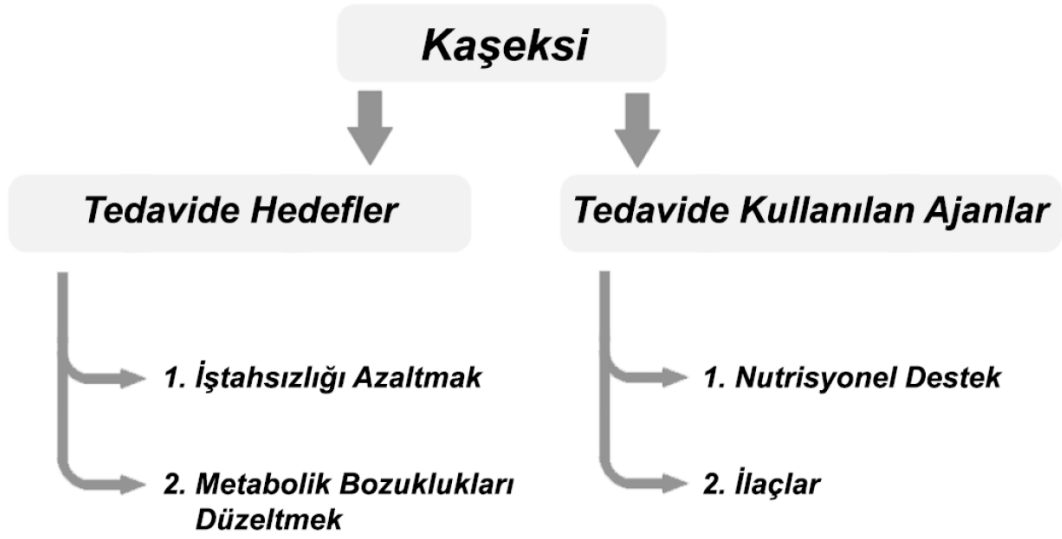 Kaşeksi
Tedavide Hedefler
1. İştahsızlığı Azaltmak
2. Metabolik Bozuklukları
Düzeltmek
Tedavide Kullanılan Ajanlar
1. Nutrisyonel Destek
2. İlaçlar